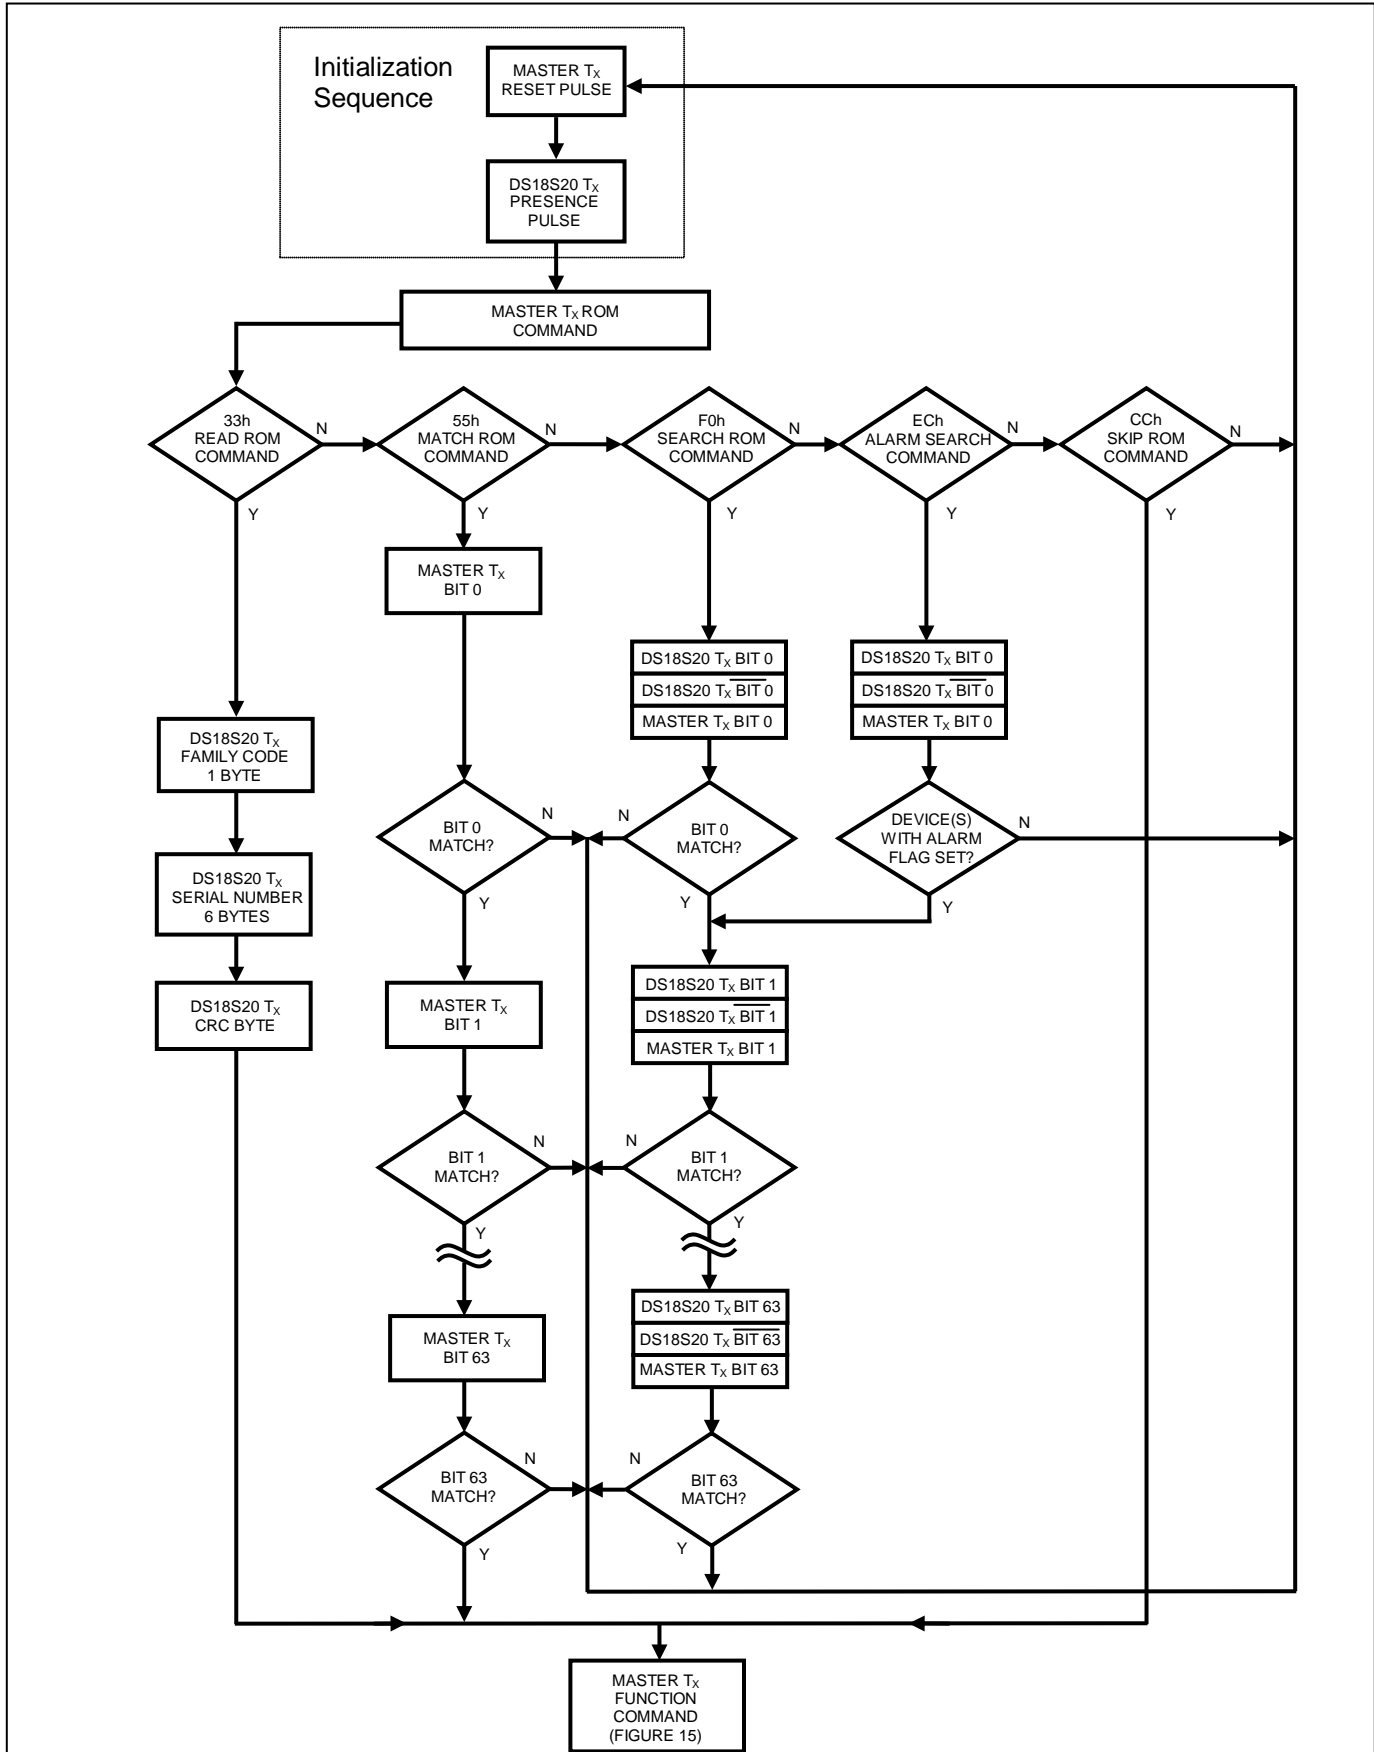 Initialization
Sequence
MASTER TX
RESET PULSE
DS18S20 TX
PRESENCE
PULSE
MASTER TX ROM
COMMAND
33h
READ ROM
COMMAND
N
Y
55h
MATCH ROM
COMMAND
N
Y
F0h
SEARCH ROM
COMMAND
N
Y
ECh
ALARM SEARCH
COMMAND
N
Y
CCh
SKIP ROM
COMMAND
N
Y
MASTER TX
BIT 0
DS18S20 TX BIT 0
DS18S20 TX BIT 0
MASTER TX BIT 0
DS18S20 TX BIT 0
DS18S20 TX BIT 0
MASTER TX BIT 0
DS18S20 TX
FAMILY CODE
1 BYTE
BIT 0
MATCH?
N
Y
N
BIT 0
MATCH?
Y
DEVICE(S)
WITH ALARM
FLAG SET?
N
Y
DS18S20 TX
SERIAL NUMBER
6 BYTES
DS18S20 TX
CRC BYTE
MASTER TX
BIT 1
DS18S20 TX BIT 1
DS18S20 TX BIT 1
MASTER TX BIT 1
BIT 1
MATCH?
N
Y
N
BIT 1
MATCH?
Y
MASTER TX
BIT 63
DS18S20 TX BIT 63
DS18S20 TX BIT 63
MASTER TX BIT 63
BIT 63
MATCH?
N
Y
N
BIT 63
MATCH?
Y
MASTER TX
FUNCTION
COMMAND
(FIGURE 15)